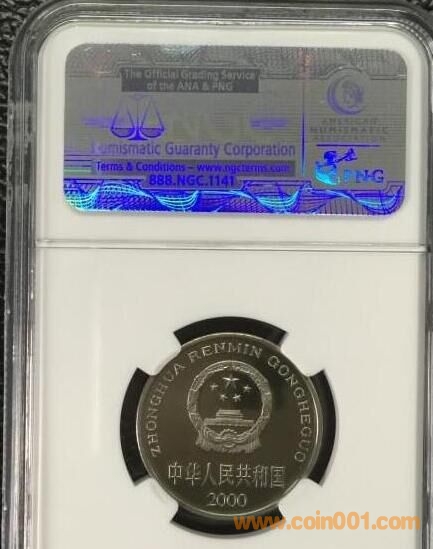 The Official Grading Service
of the ANA & PNG
Numismatic Guaranty Corporation
Terms & Conditions – www.ngcterms.com
888.NGC.1141
AMERICAN
NUMISMATIC
ASSOCIATION
PNG
ZHONGHUA RENMIN GONGHEGUO
中华人民共和国
2000
www.coin001.com